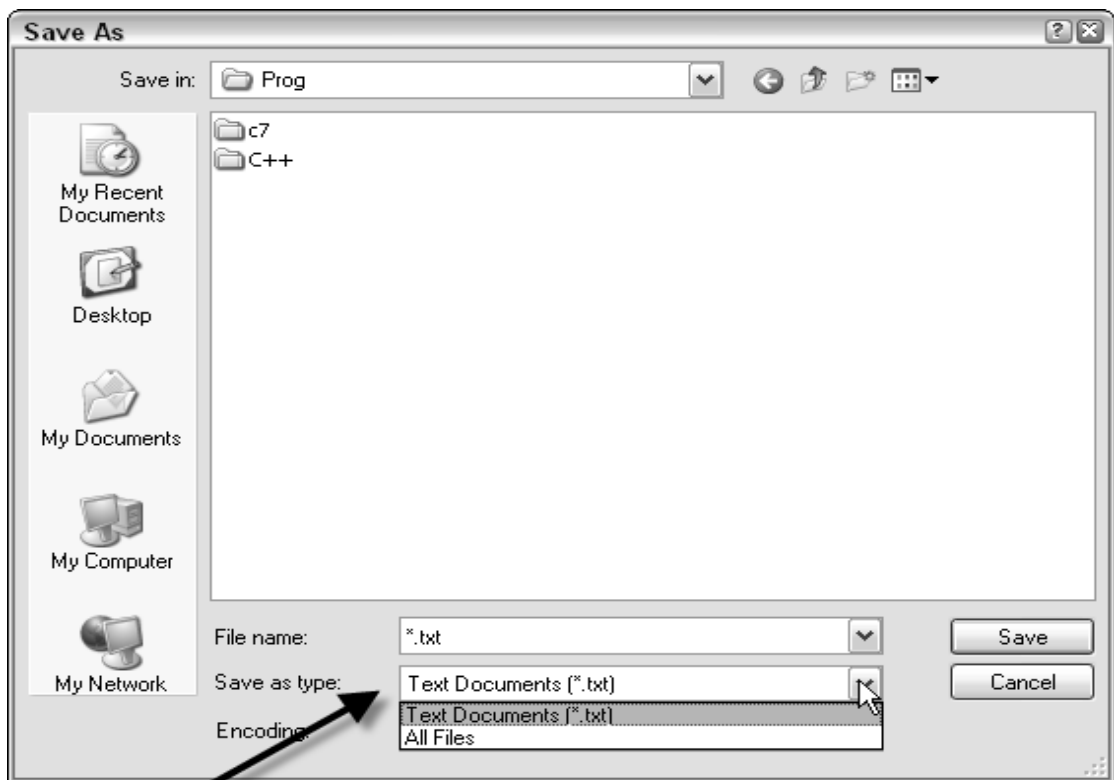 Save As
Save in:
Prog
c7
C++
My Recent
Documents
Desktop
My Documents
My Computer
My Network
File name:
*.txt
Save
Save as type:
Text Documents (*.txt)
Cancel
Text Documents (*.txt)
All Files
Encoding: